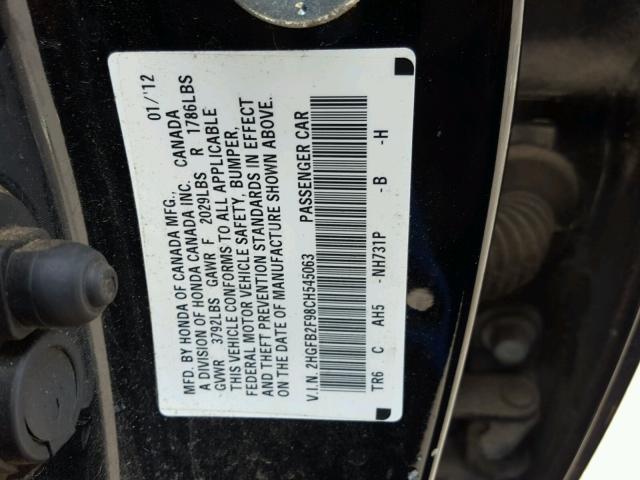 MFD. BY HONDA OF CANADA MFG. 01/'12
A DIVISION OF HONDA CANADA INC. CANADA
GVWR 3792LBS GAWR F 2029LBS R 1786LBS
THIS VEHICLE CONFORMS TO ALL APPLICABLE
FEDERAL MOTOR VEHICLE SAFETY, BUMPER,
AND THEFT PREVENTION STANDARDS IN EFFECT
ON THE DATE OF MANUFACTURE SHOWN ABOVE.
V.I.N. 2HGFB2F98CH545063 PASSENGER CAR
TR6 C AH5 -NH731P -B -H